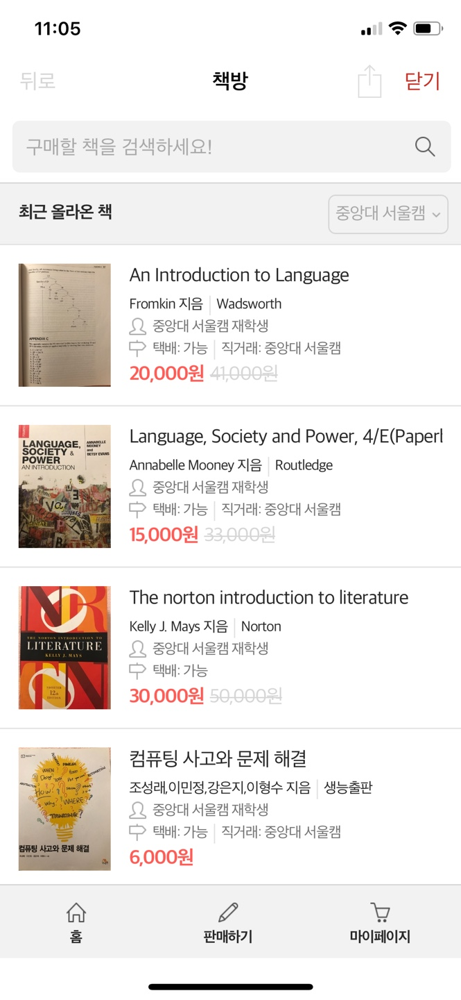 11:05
뒤로
책방
닫기
구매할 책을 검색하세요!
최근 올라온 책
중앙대 서울캠
An Introduction to Language
Fromkin 지음 | Wadsworth
중앙대 서울캠 재학생
택배: 가능 | 직거래: 중앙대 서울캠
20,000원 41,000원
APPENDIX C
LANGUAGE,
SOCIETY &
POWER
AN INTRODUCTION
ANNABELLE
MOONEY
and
BETSY EVANS
Language, Society and Power, 4/E(Paperl
Annabelle Mooney 지음 | Routledge
중앙대 서울캠 재학생
택배: 가능 | 직거래: 중앙대 서울캠
15,000원 33,000원
THE NORTON INTRODUCTION TO
LITERATURE
KELLY J. MAYS
SHORTER
12th
EDITION
The norton introduction to literature
Kelly J. Mays 지음 | Norton
중앙대 서울캠 재학생
택배: 가능
30,000원 50,000원
WHEN?
HOW?
Why?
WHERE?
컴퓨팅 사고와 문제 해결
컴퓨팅 사고와 문제 해결
조성래,이민정,강은지,이형수 지음 | 생능출판
중앙대 서울캠 재학생
택배: 가능 | 직거래: 중앙대 서울캠
6,000원
홈
판매하기
마이페이지